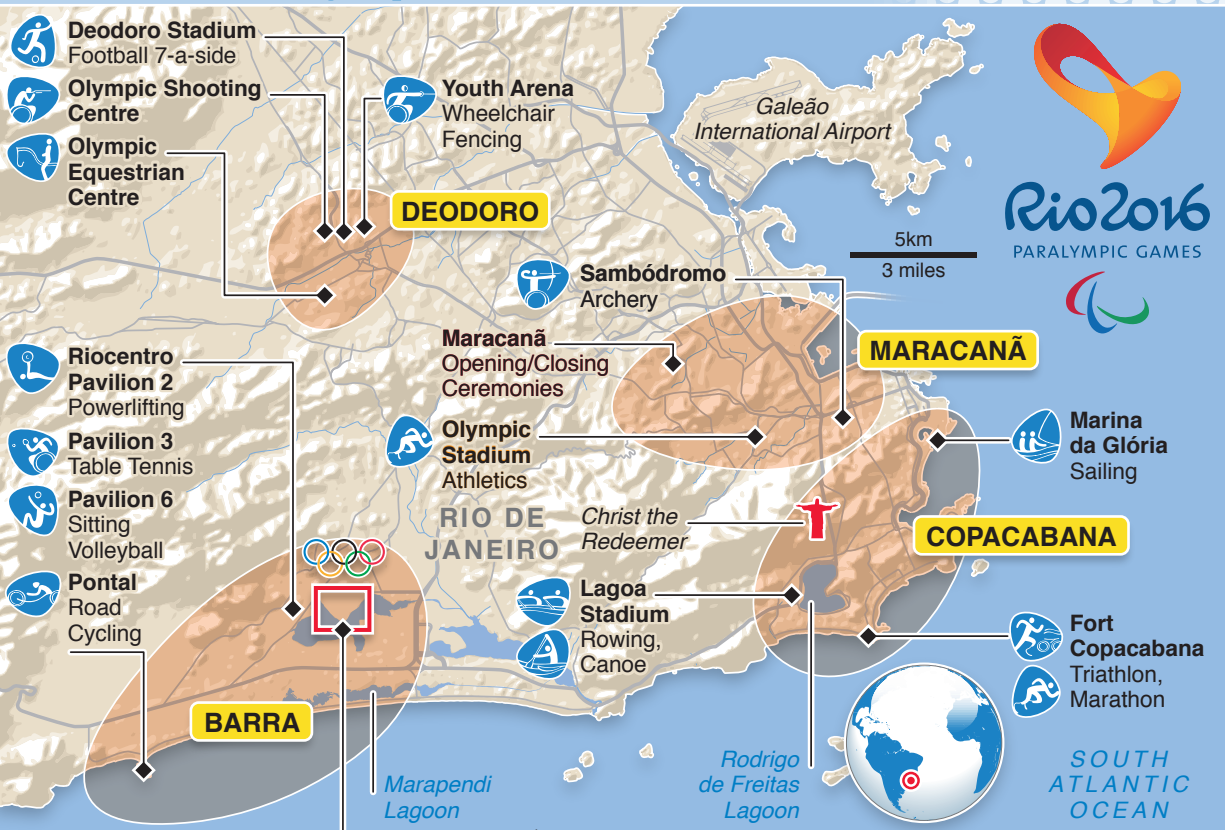 Deodoro Stadium
Football 7-a-side
Olympic Shooting
Centre
Olympic
Equestrian
Centre
Youth Arena
Wheelchair
Fencing
DEODORO
Galeão
International Airport
Rio2016
PARALYMPIC GAMES
5km
3 miles
Sambódromo
Archery
Maracanã
Opening/Closing
Ceremonies
MARACANÃ
Olympic
Stadium
Athletics
Riocentro
Pavilion 2
Powerlifting
Pavilion 3
Table Tennis
Pavilion 6
Sitting
Volleyball
Pontal
Road
Cycling
RIO DE
JANEIRO
Christ the
Redeemer
Marina
da Glória
Sailing
COPACABANA
Lagoa
Stadium
Rowing,
Canoe
Fort
Copacabana
Triathlon,
Marathon
BARRA
Marapendi
Lagoon
Rodrigo
de Freitas
Lagoon
SOUTH
ATLANTIC
OCEAN